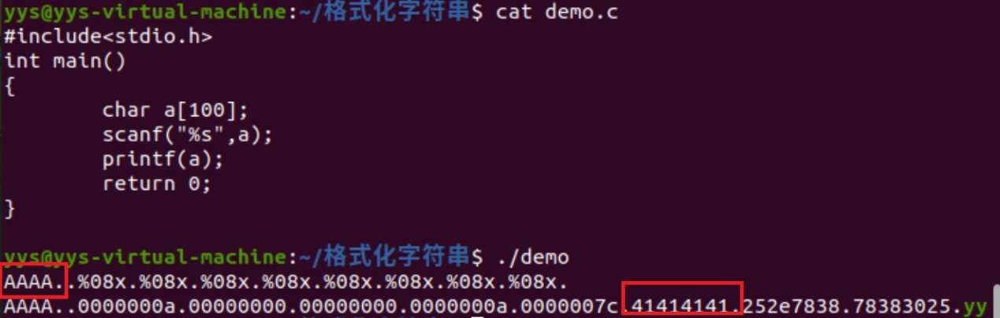 yys@yys-virtual-machine:~/格式化字符串$ cat demo.c
#include<stdio.h>
int main()
{
        char a[100];
        scanf("%s",a);
        printf(a);
        return 0;
}
yys@yys-virtual-machine:~/格式化字符串$ ./demo
AAAA..%08x.%08x.%08x.%08x.%08x.%08x.%08x.%08x.
AAAA..0000000a.00000000.00000000.0000000a.0000007c.41414141.252e7838.78383025.yy